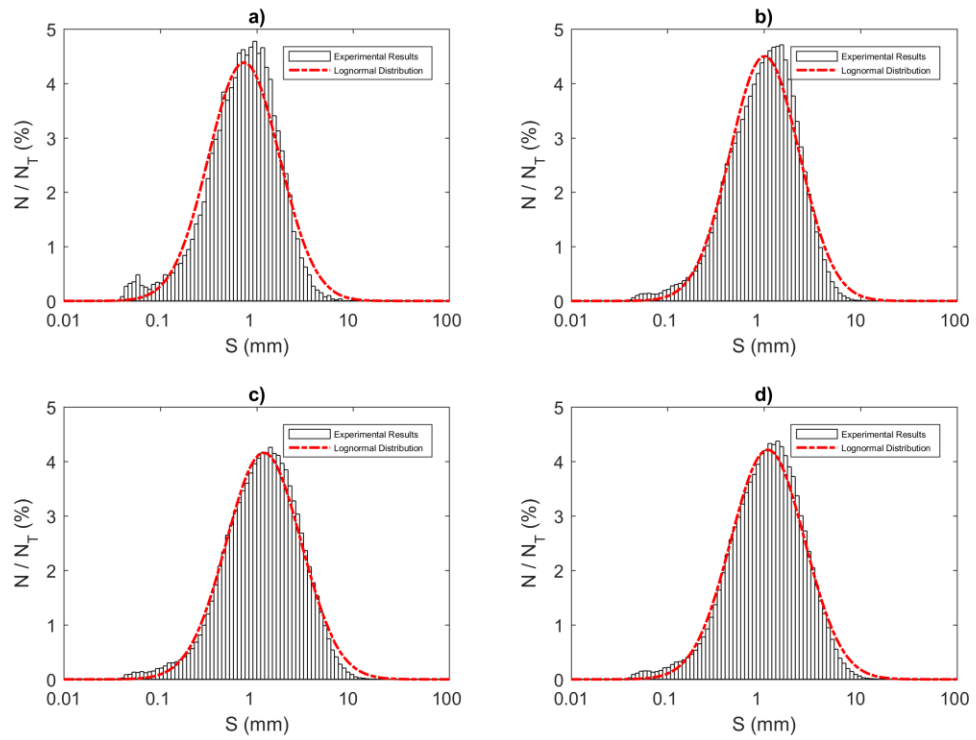 a)
5
4
3
2
1
0
N / N_T (%)
Experimental Results
Lognormal Distribution
0.01 0.1 1 10 100
S (mm)
b)
5
4
3
2
1
0
N / N_T (%)
Experimental Results
Lognormal Distribution
0.01 0.1 1 10 100
S (mm)
c)
5
4
3
2
1
0
N / N_T (%)
Experimental Results
Lognormal Distribution
0.01 0.1 1 10 100
S (mm)
d)
5
4
3
2
1
0
N / N_T (%)
Experimental Results
Lognormal Distribution
0.01 0.1 1 10 100
S (mm)